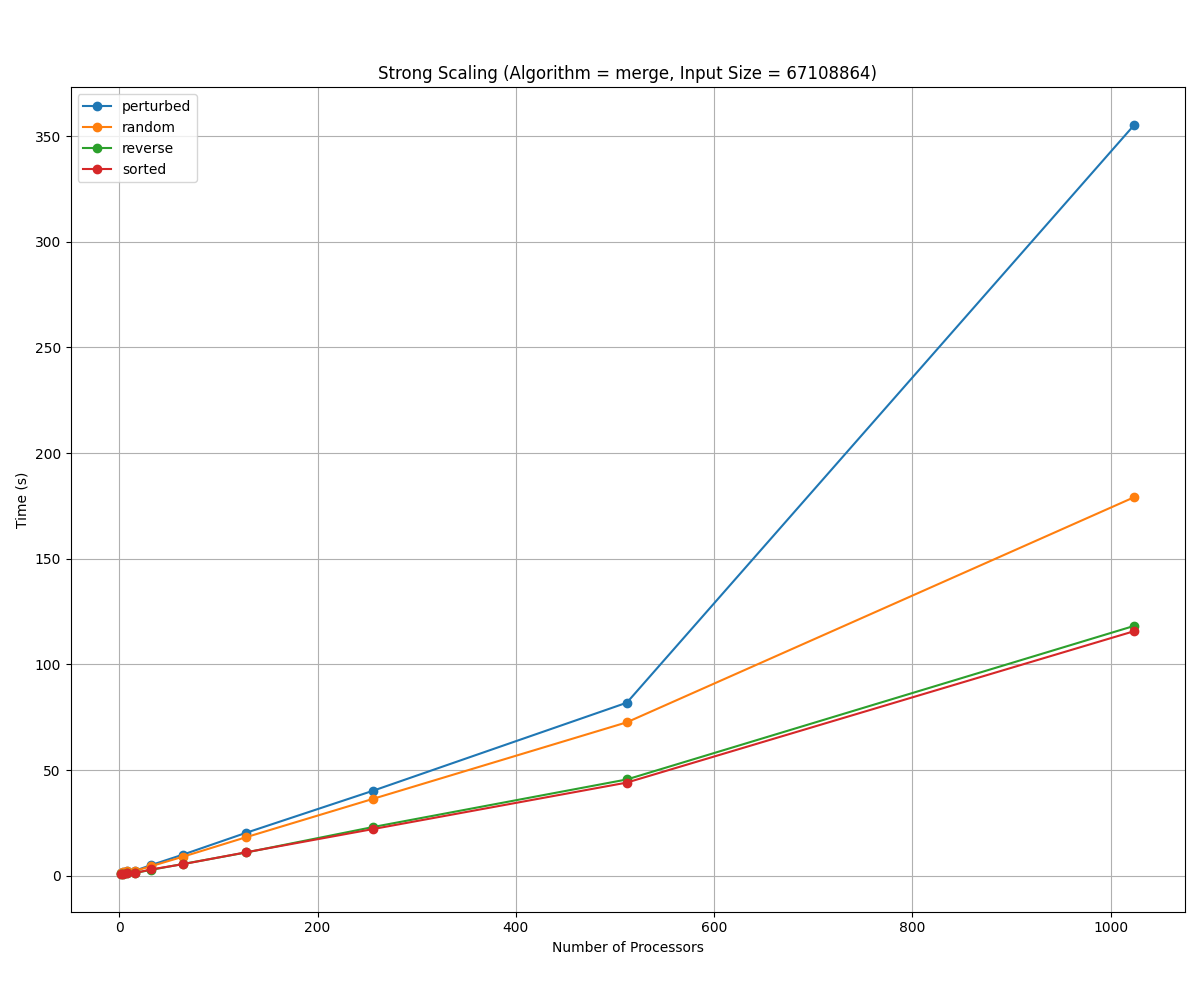 Strong Scaling (Algorithm = merge, Input Size = 67108864)
perturbed
random
reverse
sorted
350
300
250
200
150
100
50
0
Time (s)
0 200 400 600 800 1000
Number of Processors